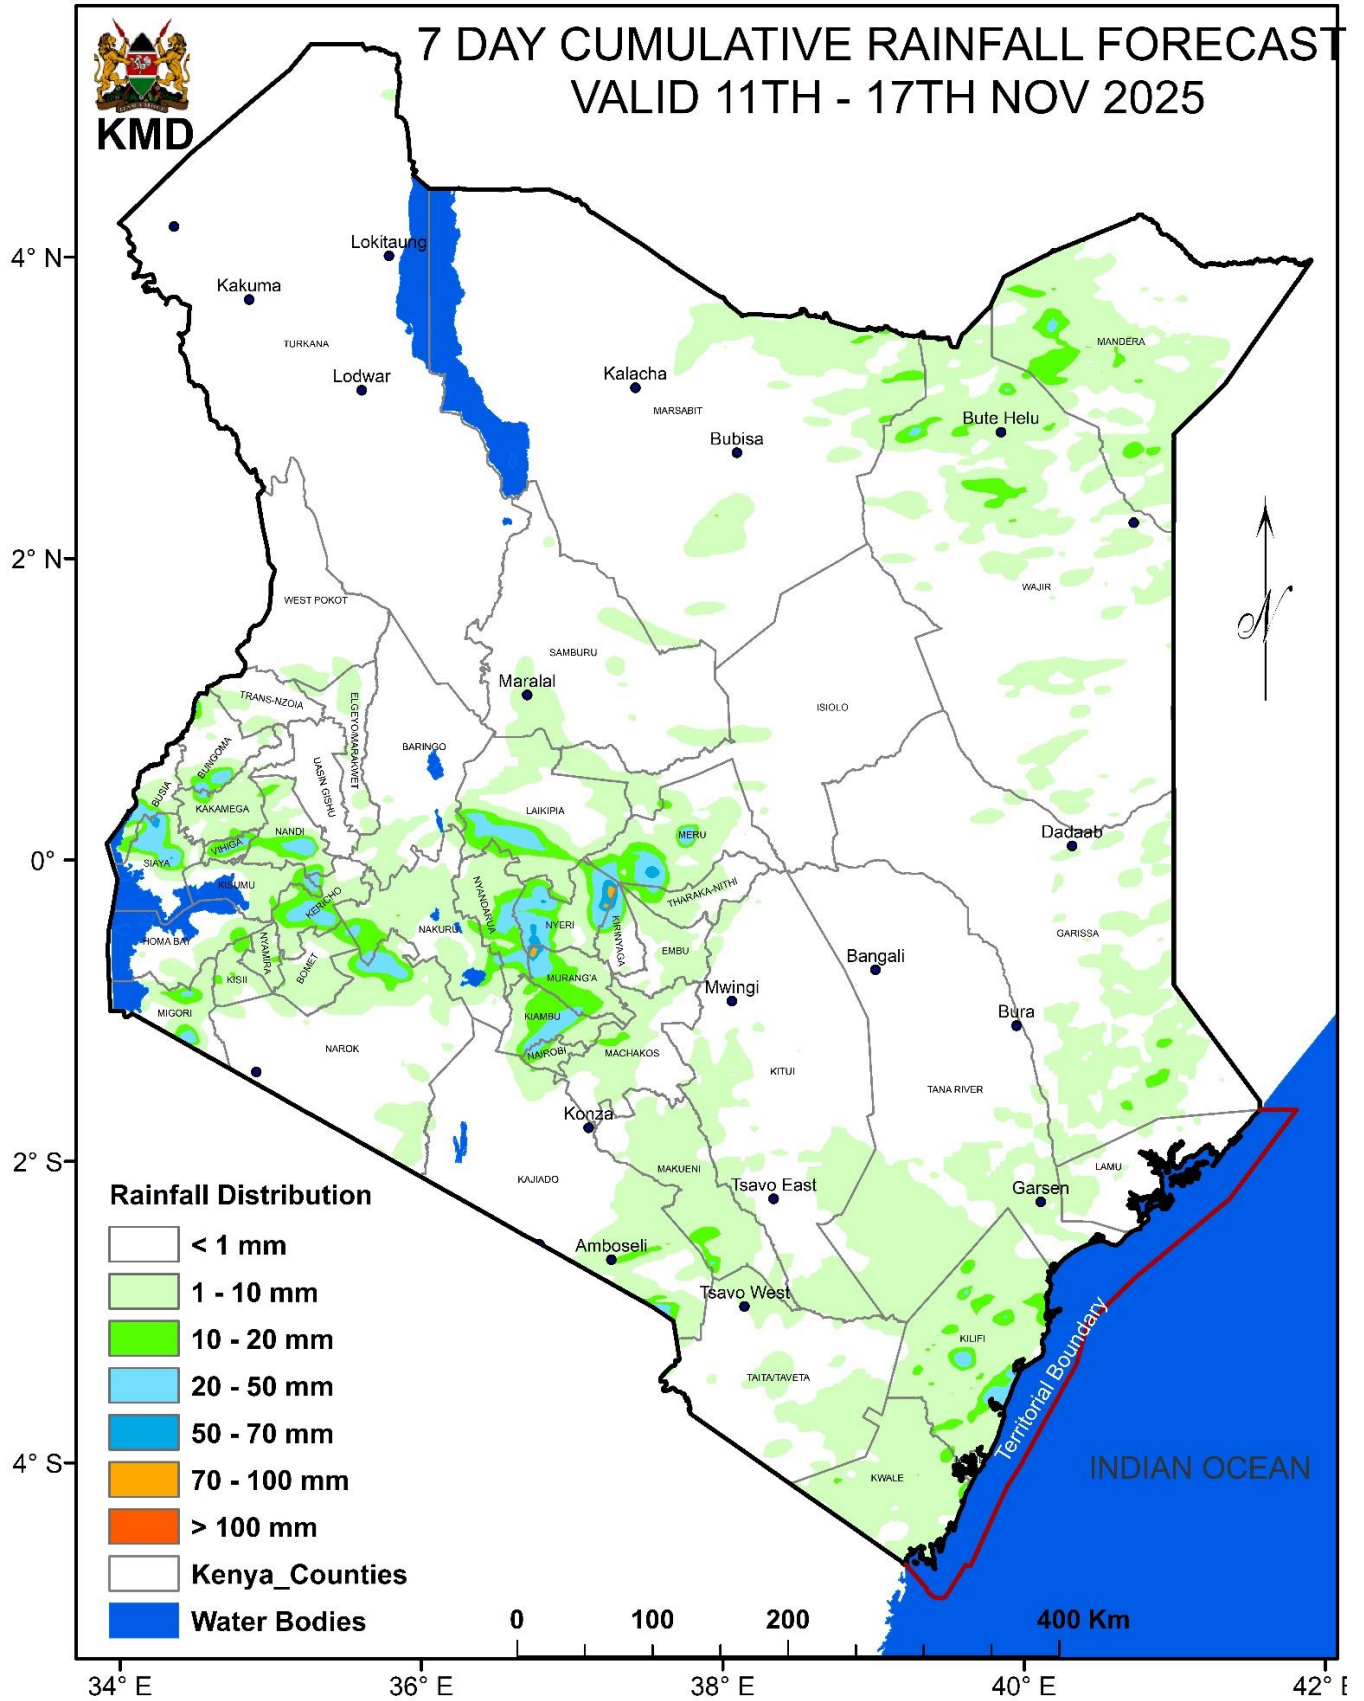 7 DAY CUMULATIVE RAINFALL FORECAST
VALID 11TH - 17TH NOV 2025
KMD
4° N
2° N
0°
2° S
4° S
Lokitaung
Kakuma
TURKANA
Lodwar
Kalacha
MARSABIT
Bubisa
MANDERA
Bute Helu
N
WAJIR
WEST POKOT
SAMBURU
Maralal
ISIOLO
TRANS-NZOIA
ELGEYO/MARAKWET
BARINGO
BUNGOMA
UASIN GISHU
BUSIA
KAKAMEGA
LAIKIPIA
NANDI
MERU
Dadaab
VIHIGA
SIAYA
KISUMU
KERICHO
NYANDARUA
THARAKA-NITHI
NAKURU
NYERI
KIRINYAGA
GARISSA
HOMA BAY
NYAMIRA
EMBU
Bangali
KISII
BOMET
MURANG'A
Mwingi
MIGORI
KIAMBU
Bura
NAROK
NAIROBI
MACHAKOS
KITUI
TANA RIVER
Konza
MAKUENI
LAMU
KAJIADO
Tsavo East
Garsen
Amboseli
Tsavo West
KILIFI
TAITA/TAVETA
Territorial Boundary
KWALE
INDIAN OCEAN
Rainfall Distribution
< 1 mm
1 - 10 mm
10 - 20 mm
20 - 50 mm
50 - 70 mm
70 - 100 mm
> 100 mm
Kenya_Counties
Water Bodies
0 100 200 400 Km
34° E 36° E 38° E 40° E 42° E